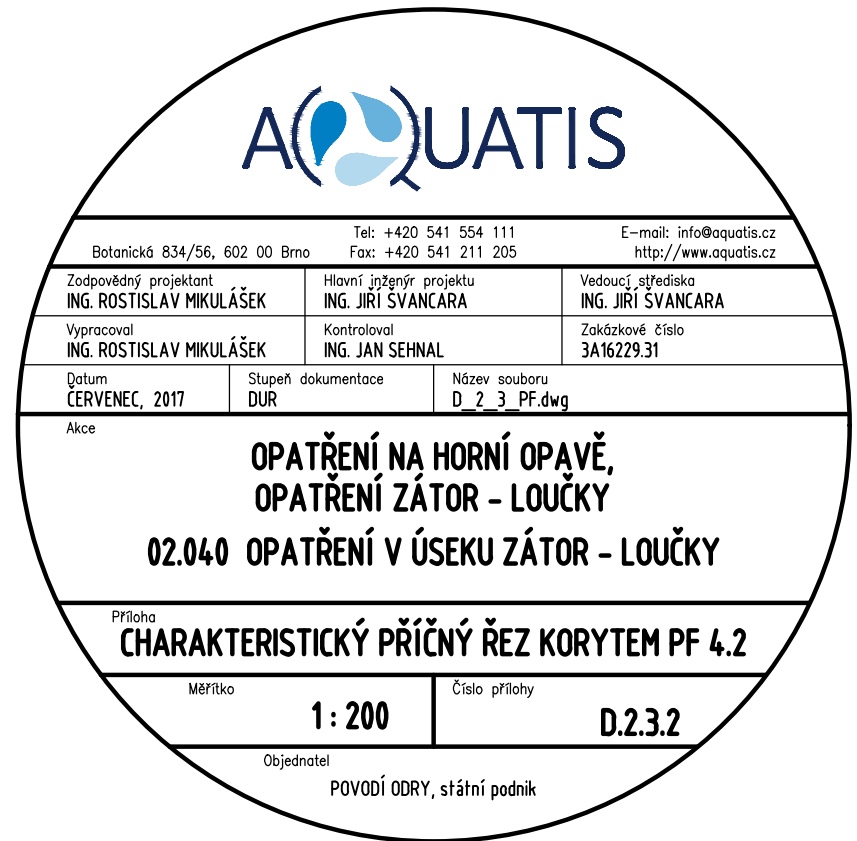 AQUATIS
Tel: +420 541 554 111 E-mail: info@aquatis.cz
Botanická 834/56, 602 00 Brno Fax: +420 541 211 205 http://www.aquatis.cz
Zodpovědný projektant Hlavní inženýr projektu Vedoucí střediska
ING. ROSTISLAV MIKULÁŠEK ING. JIŘÍ ŠVANCARA ING. JIŘÍ ŠVANCARA
Vypracoval Kontroloval Zakázkové číslo
ING. ROSTISLAV MIKULÁŠEK ING. JAN SEHNAL 3A16229.31
Datum Stupeň dokumentace Název souboru
ČERVENEC, 2017 DUR D_2_3_PF.dwg
Akce
OPATŘENÍ NA HORNÍ OPAVĚ,
OPATŘENÍ ZÁTOR - LOUČKY
02.040 OPATŘENÍ V ÚSEKU ZÁTOR - LOUČKY
Příloha
CHARAKTERISTICKÝ PŘÍČNÝ ŘEZ KORYTEM PF 4.2
Měřítko Číslo přílohy
1 : 200 D.2.3.2
Objednatel
POVODÍ ODRY, státní podnik